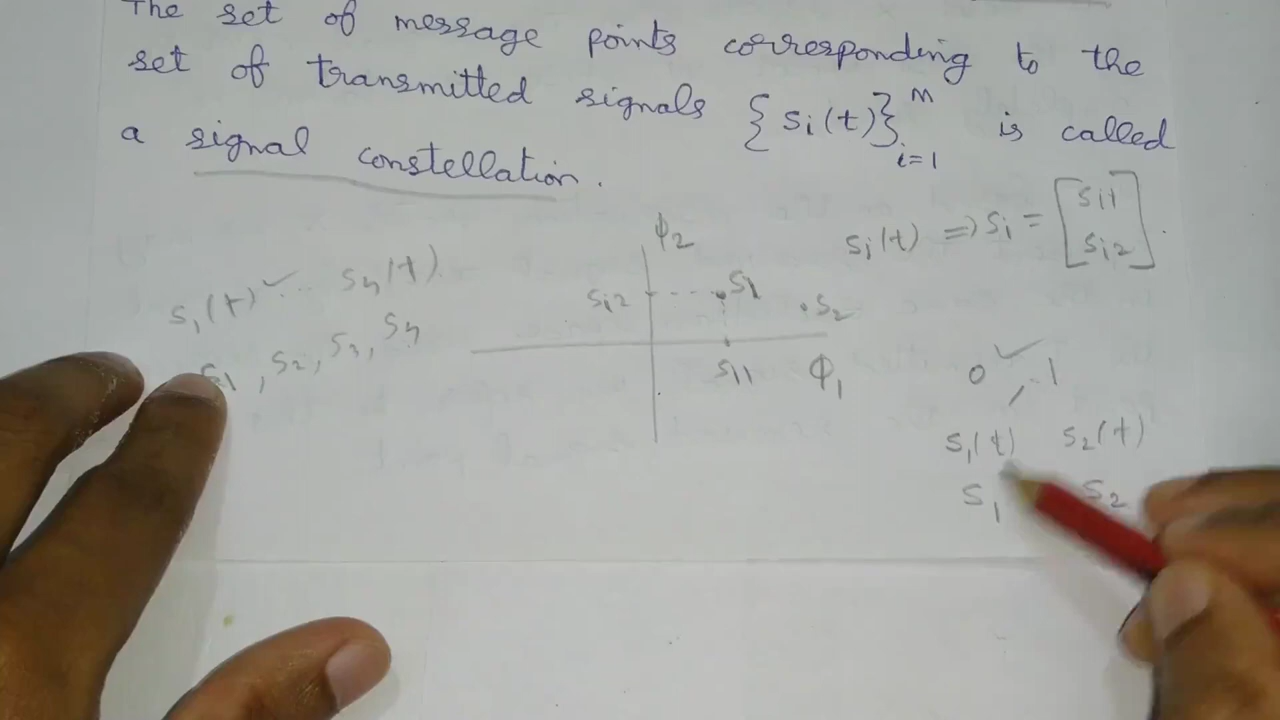 The set of message points corresponding to the
set of transmitted signals {si(t)}ᵐᵢ₌₁ is called
a signal constellation.
si(t) => si = [si1 si2].
ϕ2
s1(t) ✓ ... s4(t)
si2 s1
s2
s1, s2, s3, s4
si1 ϕ1
0 ✓, 1
s1(t) s2(t)
s1 s2